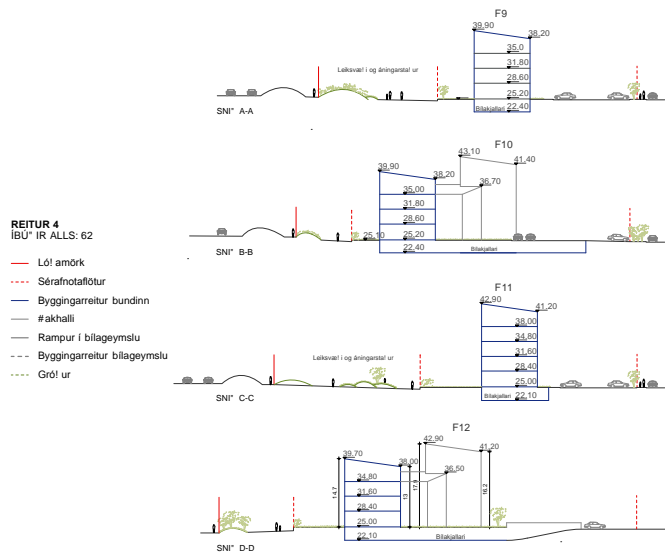 F9
39,90
38,20
35,0
31,80
28,60
25,20
22,40
Bílakjallari
Leiksvæ! i og áningarsta! ur
SNI" A-A
F10
43,10
41,40
39,90
38,20
36,70
35,00
31,80
28,60
25,10
25,20
22,40
Bílakjallari
SNI" B-B
REITUR 4
ÍBÚ" IR ALLS: 62
Ló! amörk
Sérafnotaflötur
Byggingarreitur bundinn
#akhalli
Rampur í bílageymslu
Byggingarreitur bílageymslu
Gró! ur
F11
42,90
41,20
38,00
34,80
31,60
28,40
25,00
22,10
Bílakjallari
Leiksvæ! i og áningarsta! ur
SNI" C-C
F12
42,90
41,20
39,70
38,00
36,50
34,80
31,60
28,40
25,00
22,10
14,7
13
17,9
16,2
Bílakjallari
SNI" D-D